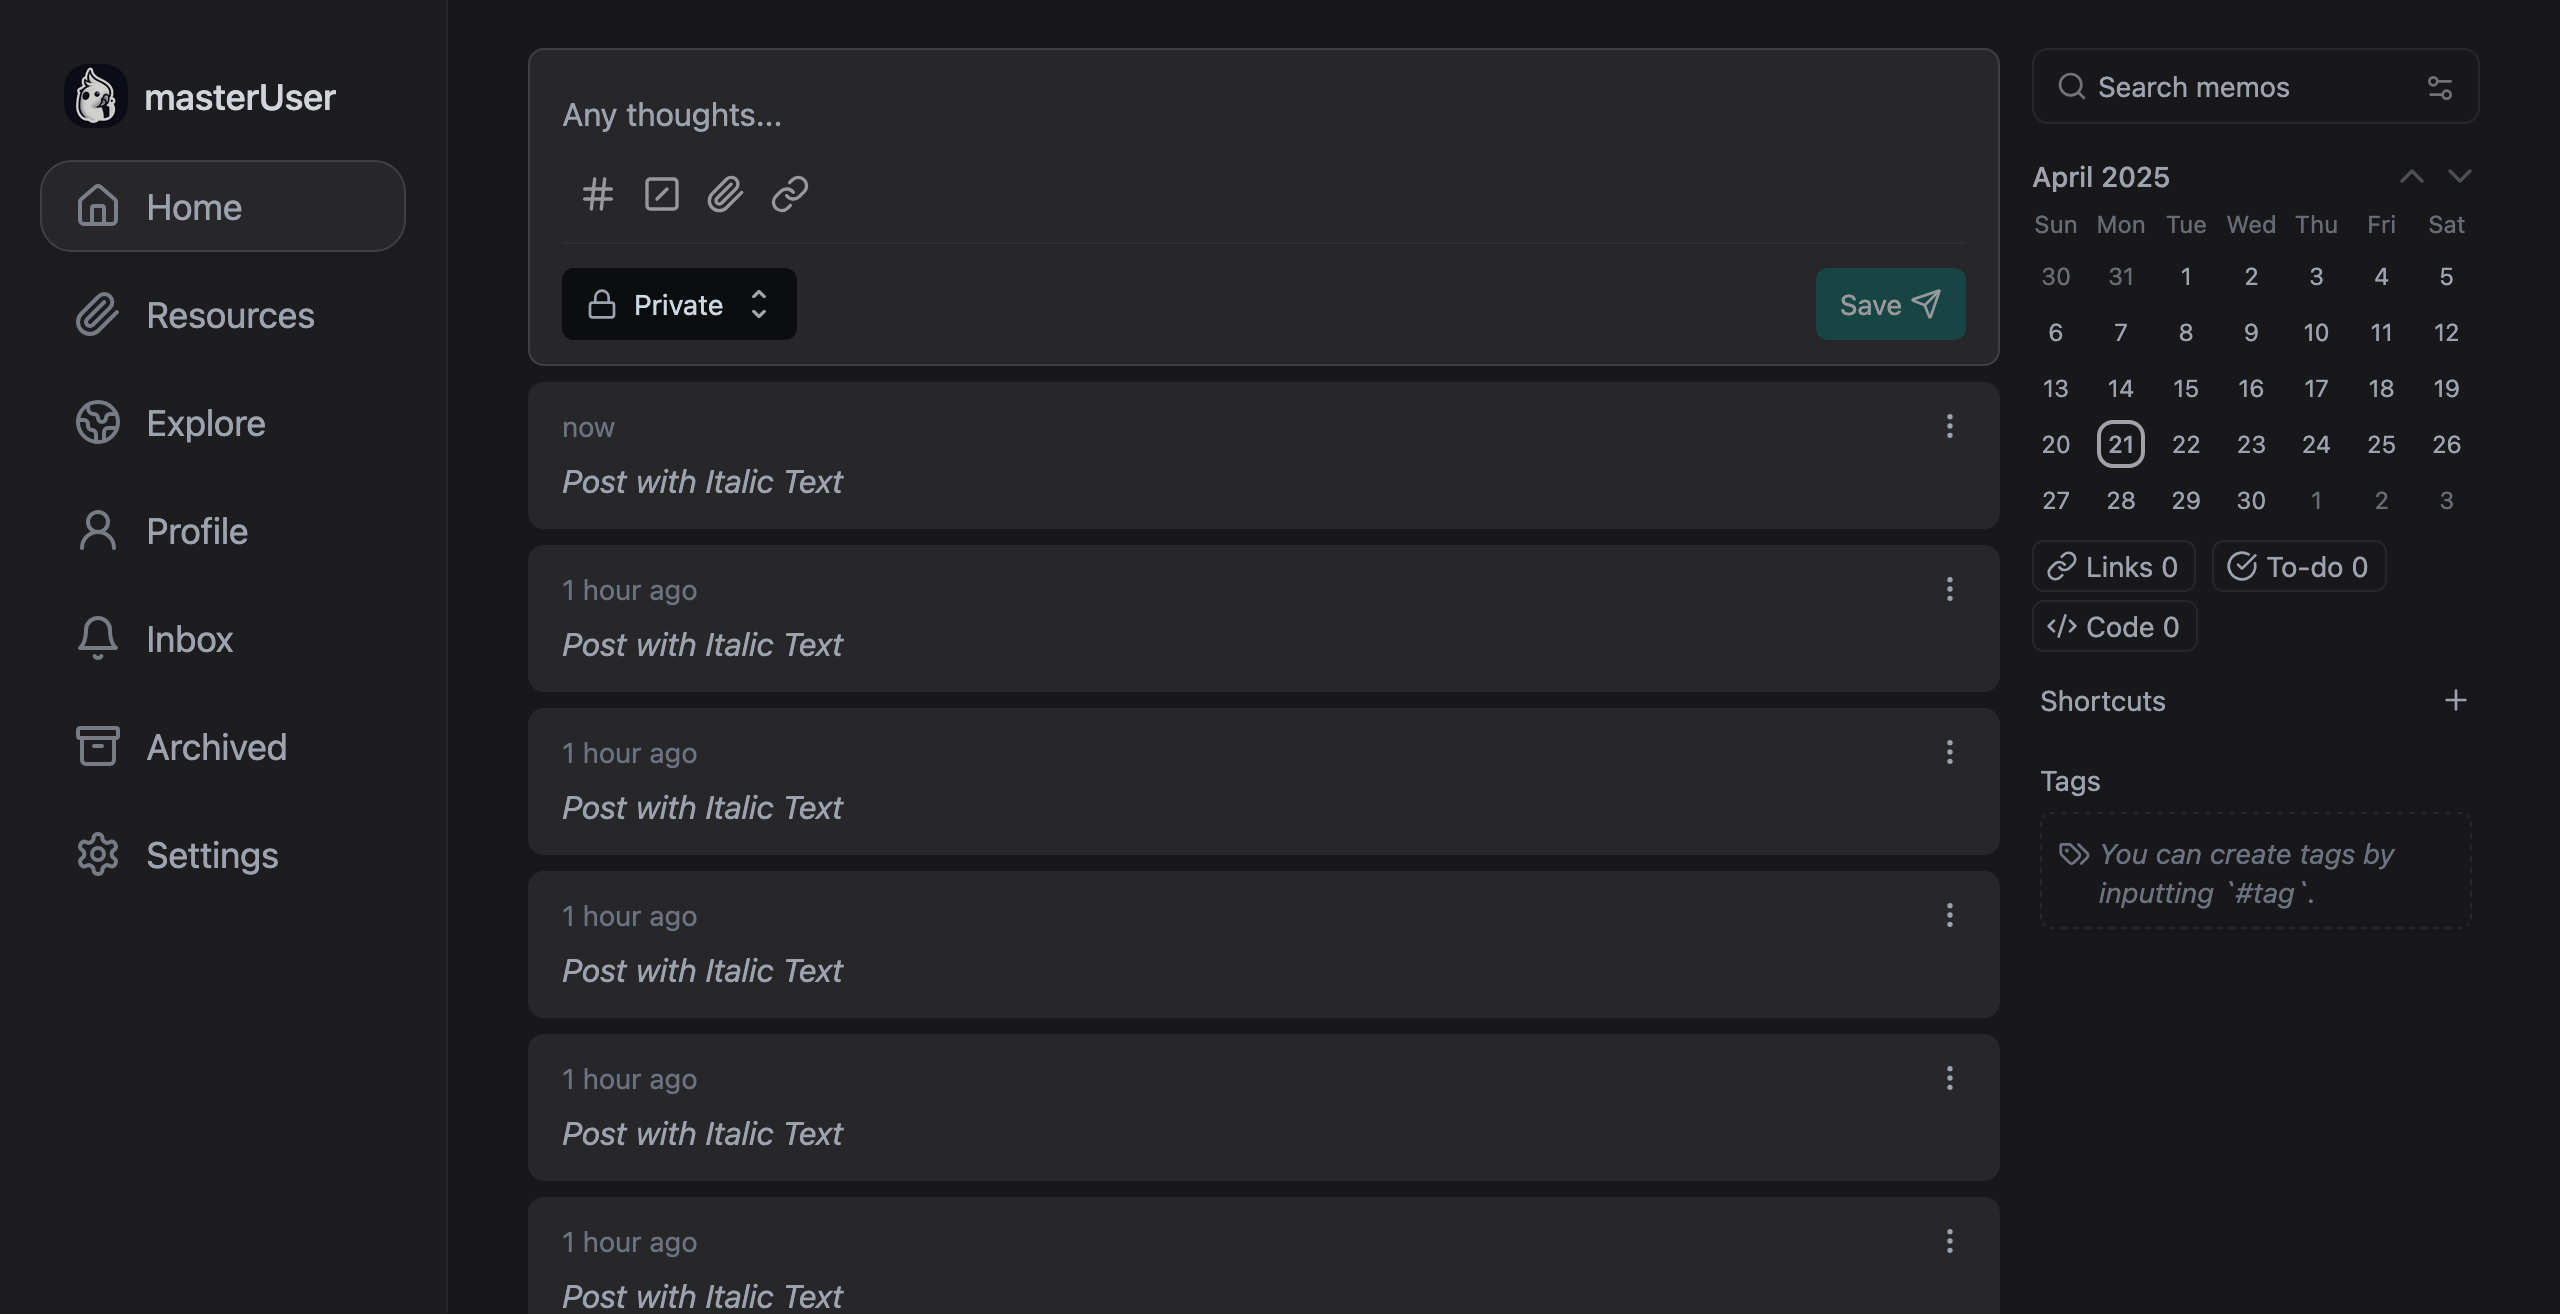 masterUser
Home
Resources
Explore
Profile
Inbox
Archived
Settings
Any thoughts...
Private
Save
now
Post with Italic Text
1 hour ago
Post with Italic Text
1 hour ago
Post with Italic Text
1 hour ago
Post with Italic Text
1 hour ago
Post with Italic Text
1 hour ago
Post with Italic Text
Search memos
April 2025
Sun Mon Tue Wed Thu Fri Sat
30 31 1 2 3 4 5
6 7 8 9 10 11 12
13 14 15 16 17 18 19
20 21 22 23 24 25 26
27 28 29 30 1 2 3
Links 0 To-do 0
Code 0
Shortcuts
Tags
You can create tags by
inputting `#tag`.